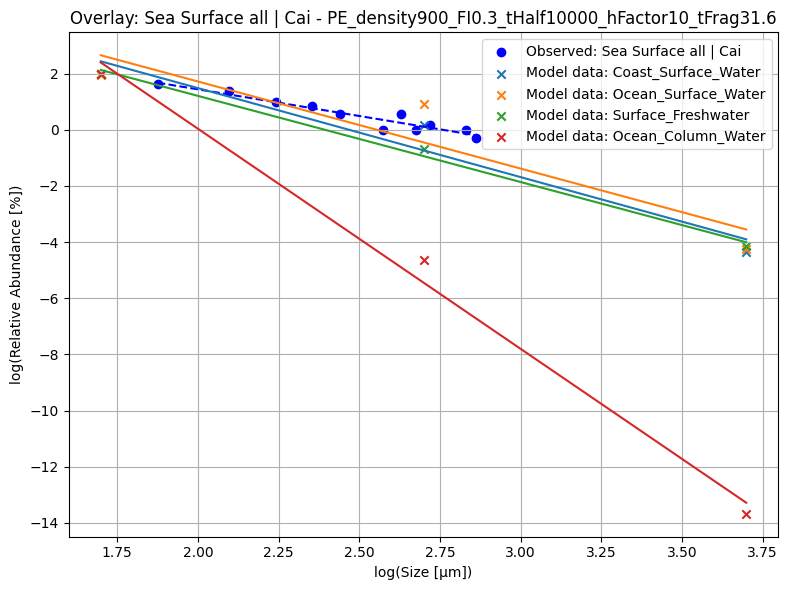 Overlay: Sea Surface all | Cai - PE_density900_FI0.3_tHalf10000_hFactor10_tFrag31.6
Observed: Sea Surface all | Cai
Model data: Coast_Surface_Water
Model data: Ocean_Surface_Water
Model data: Surface_Freshwater
Model data: Ocean_Column_Water
log(Relative Abundance [%])
2
0
−2
−4
−6
−8
−10
−12
−14
1.75 2.00 2.25 2.50 2.75 3.00 3.25 3.50 3.75
log(Size [μm])